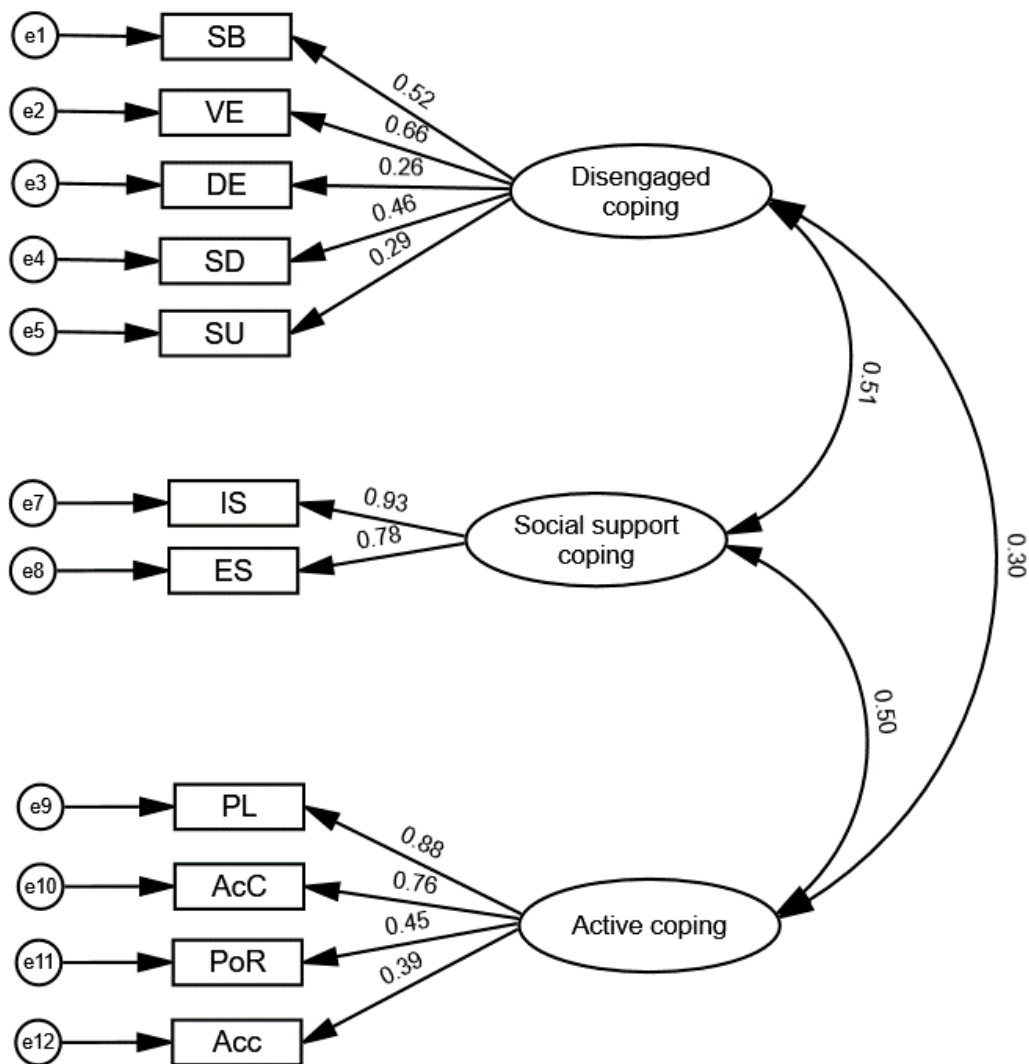 e1
SB
0.52
e2
VE
0.66
e3
DE
0.26
e4
SD
0.46
e5
SU
0.29
Disengaged
coping
0.51
0.30
e7
IS
0.93
e8
ES
0.78
Social support
coping
0.50
e9
PL
0.88
e10
AcC
0.76
e11
PoR
0.45
e12
Acc
0.39
Active coping